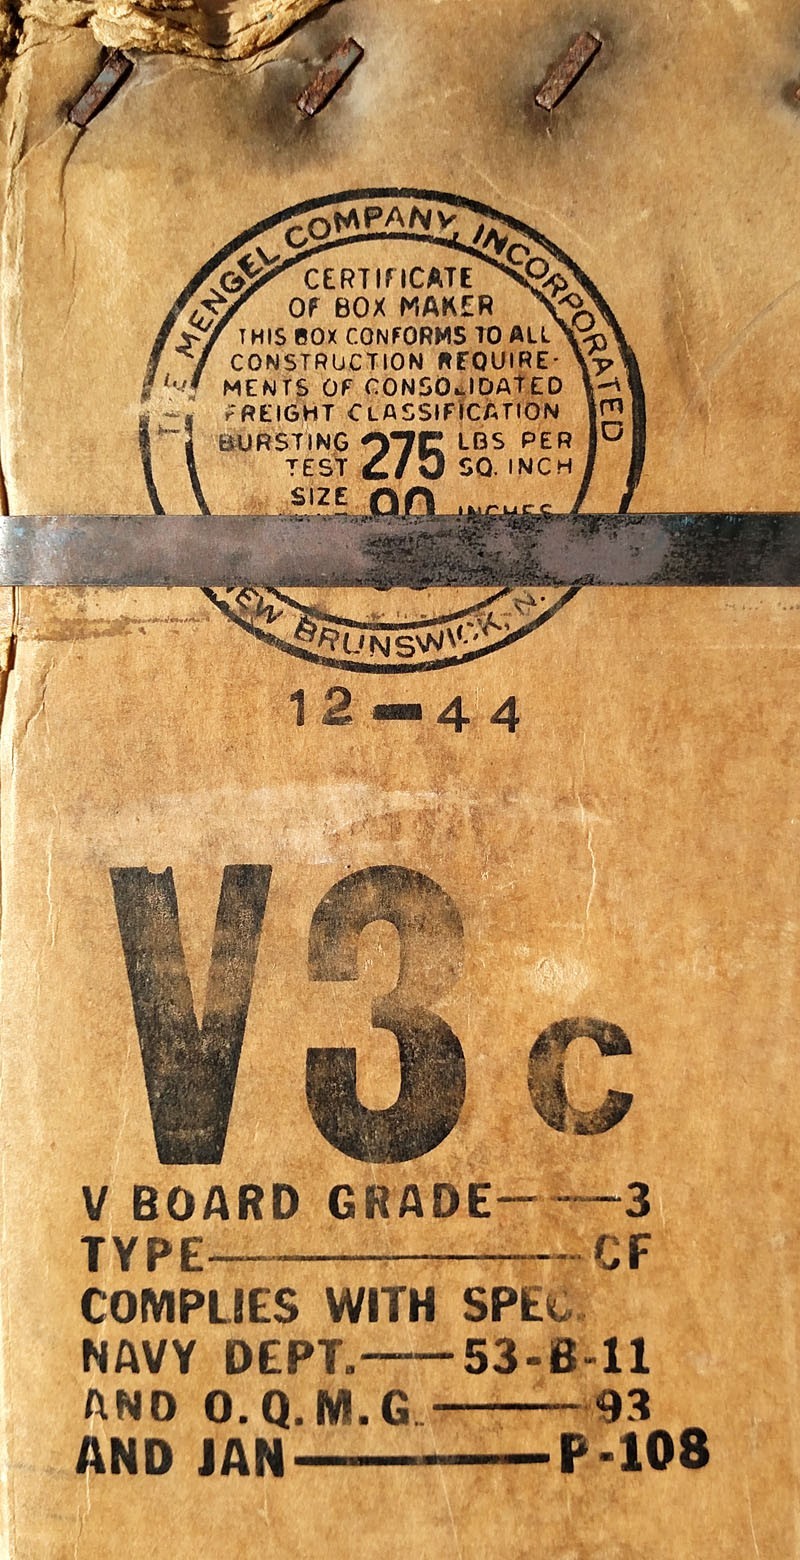 THE MENGEL COMPANY, INCORPORATED
CERTIFICATE
OF BOX MAKER
THIS BOX CONFORMS TO ALL
CONSTRUCTION REQUIRE-
MENTS OF CONSOLIDATED
FREIGHT CLASSIFICATION
BURSTING 275 LBS PER
TEST SQ. INCH
SIZE 90 INCHES
NEW BRUNSWICK, N.
12-44
V3c
V BOARD GRADE——3
TYPE——CF
COMPLIES WITH SPEC.
NAVY DEPT.——53-B-11
AND O.Q.M.G.——93
AND JAN——P-108